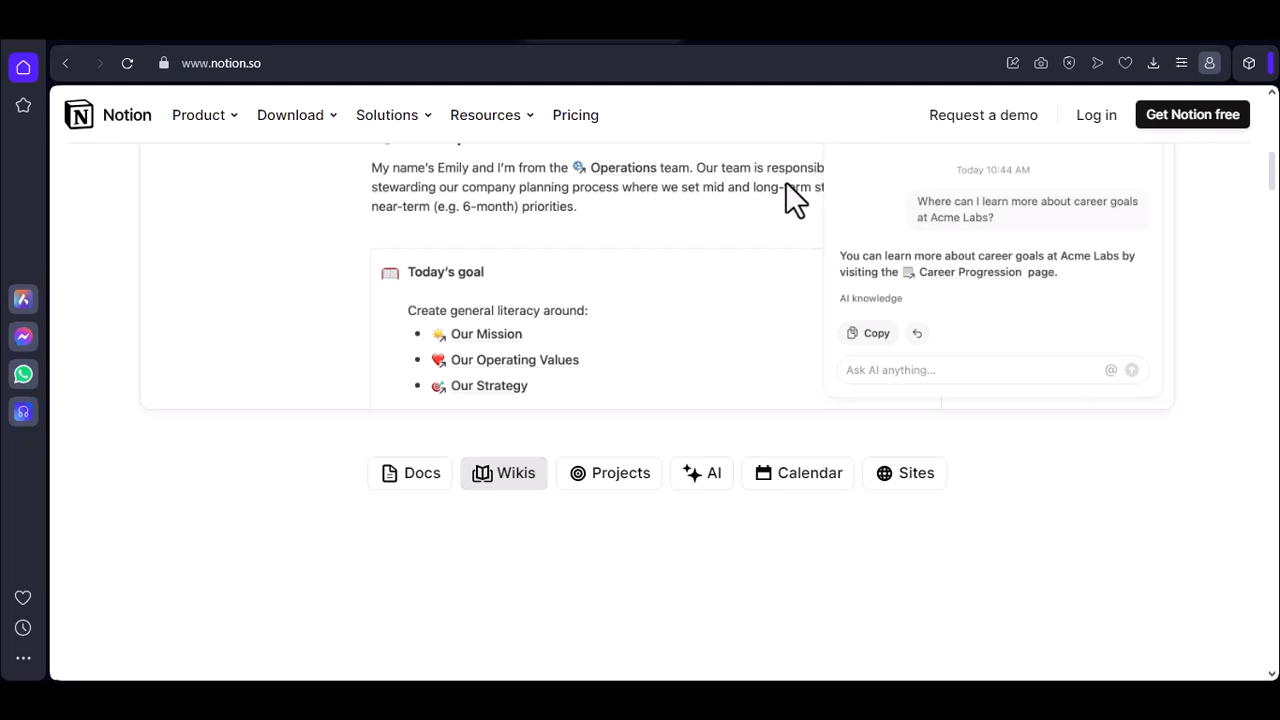 www.notion.so
Notion
Product
Download
Solutions
Resources
Pricing
Request a demo
Log in
Get Notion free
My name's Emily and I'm from the Operations team. Our team is responsib
stewarding our company planning process where we set mid and long-term st
near-term (e.g. 6-month) priorities.
Today's goal
Create general literacy around:
• Our Mission
• Our Operating Values
• Our Strategy
Today 10:44 AM
Where can I learn more about career goals
at Acme Labs?
You can learn more about career goals at Acme Labs by
visiting the Career Progression page.
AI knowledge
Copy
Ask AI anything...
@
Docs
Wikis
Projects
AI
Calendar
Sites